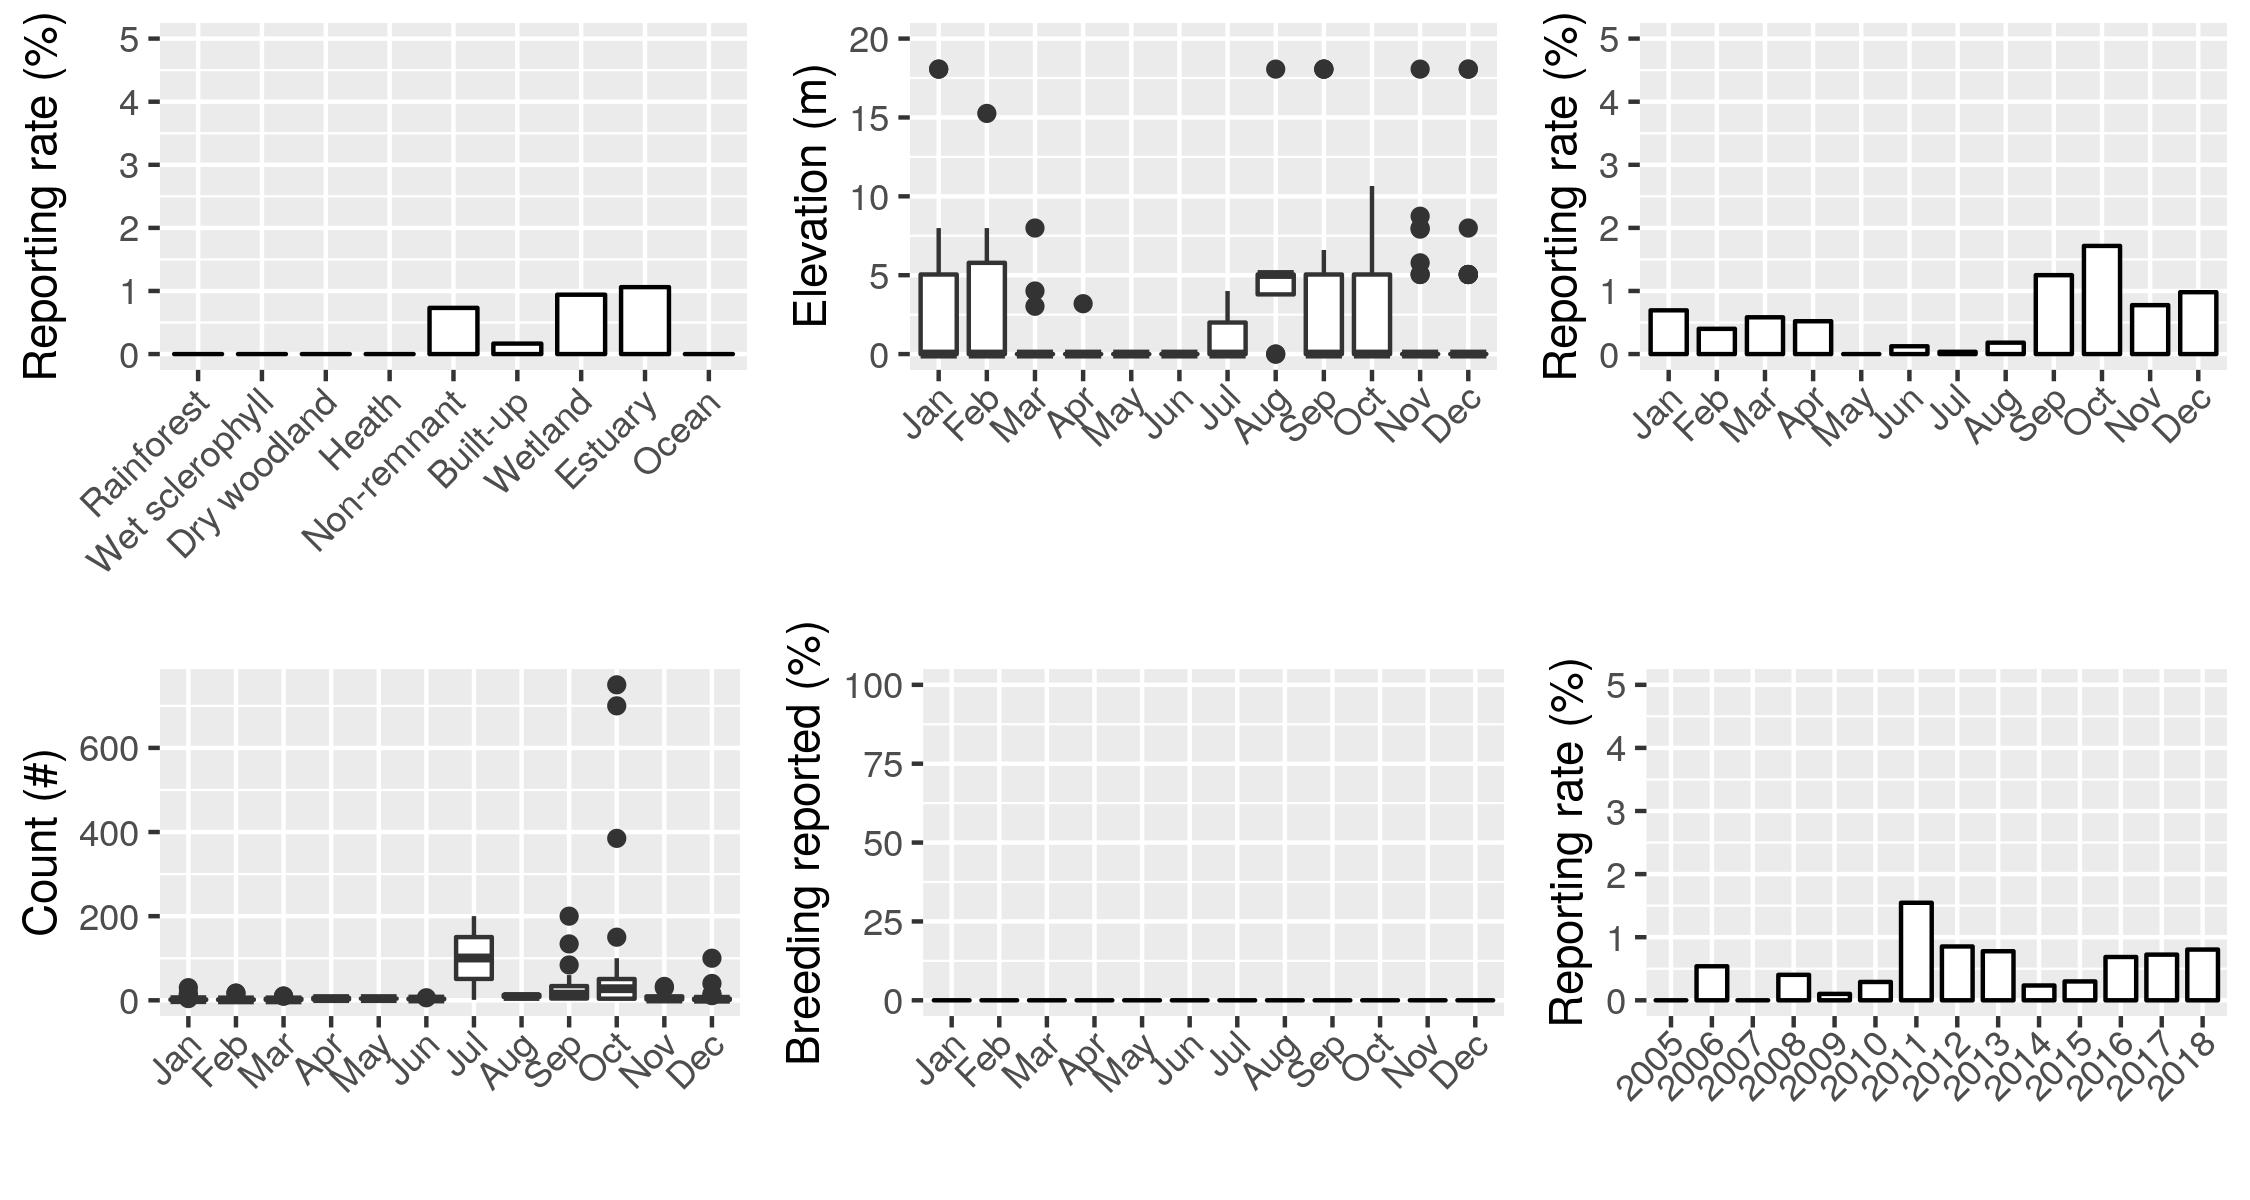 Reporting rate (%)
5
4
3
2
1
0
Rainforest
Wet sclerophyll
Dry woodland
Heath
Non-remnant
Built-up
Wetland
Estuary
Ocean
Elevation (m)
20
15
10
5
0
Jan
Feb
Mar
Apr
May
Jun
Jul
Aug
Sep
Oct
Nov
Dec
Reporting rate (%)
5
4
3
2
1
0
Jan
Feb
Mar
Apr
May
Jun
Jul
Aug
Sep
Oct
Nov
Dec
Count (#)
600
400
200
0
Jan
Feb
Mar
Apr
May
Jun
Jul
Aug
Sep
Oct
Nov
Dec
Breeding reported (%)
100
75
50
25
0
Jan
Feb
Mar
Apr
May
Jun
Jul
Aug
Sep
Oct
Nov
Dec
Reporting rate (%)
5
4
3
2
1
0
2005
2006
2007
2008
2009
2010
2011
2012
2013
2014
2015
2016
2017
2018